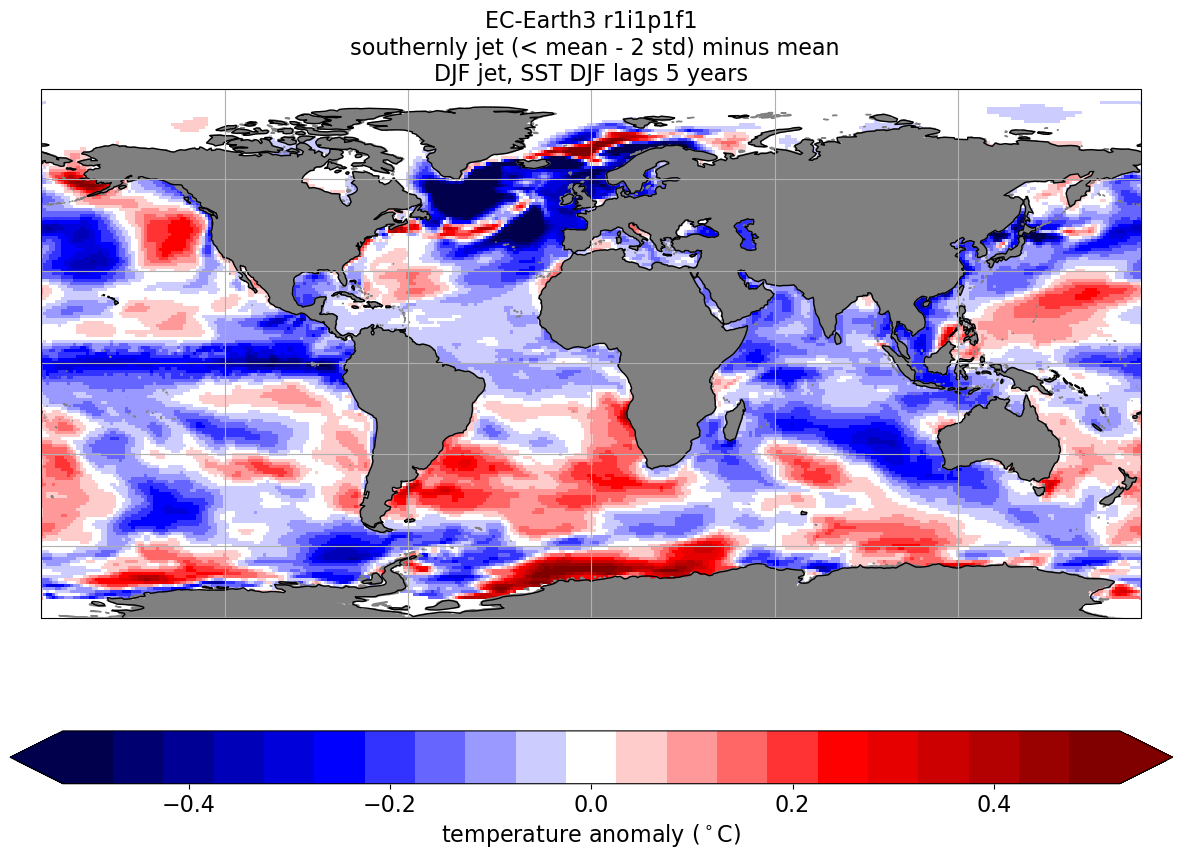 EC-Earth3 r1i1p1f1
southernly jet (< mean - 2 std) minus mean
DJF jet, SST DJF lags 5 years
−0.4 −0.2 0.0 0.2 0.4
temperature anomaly (°C)